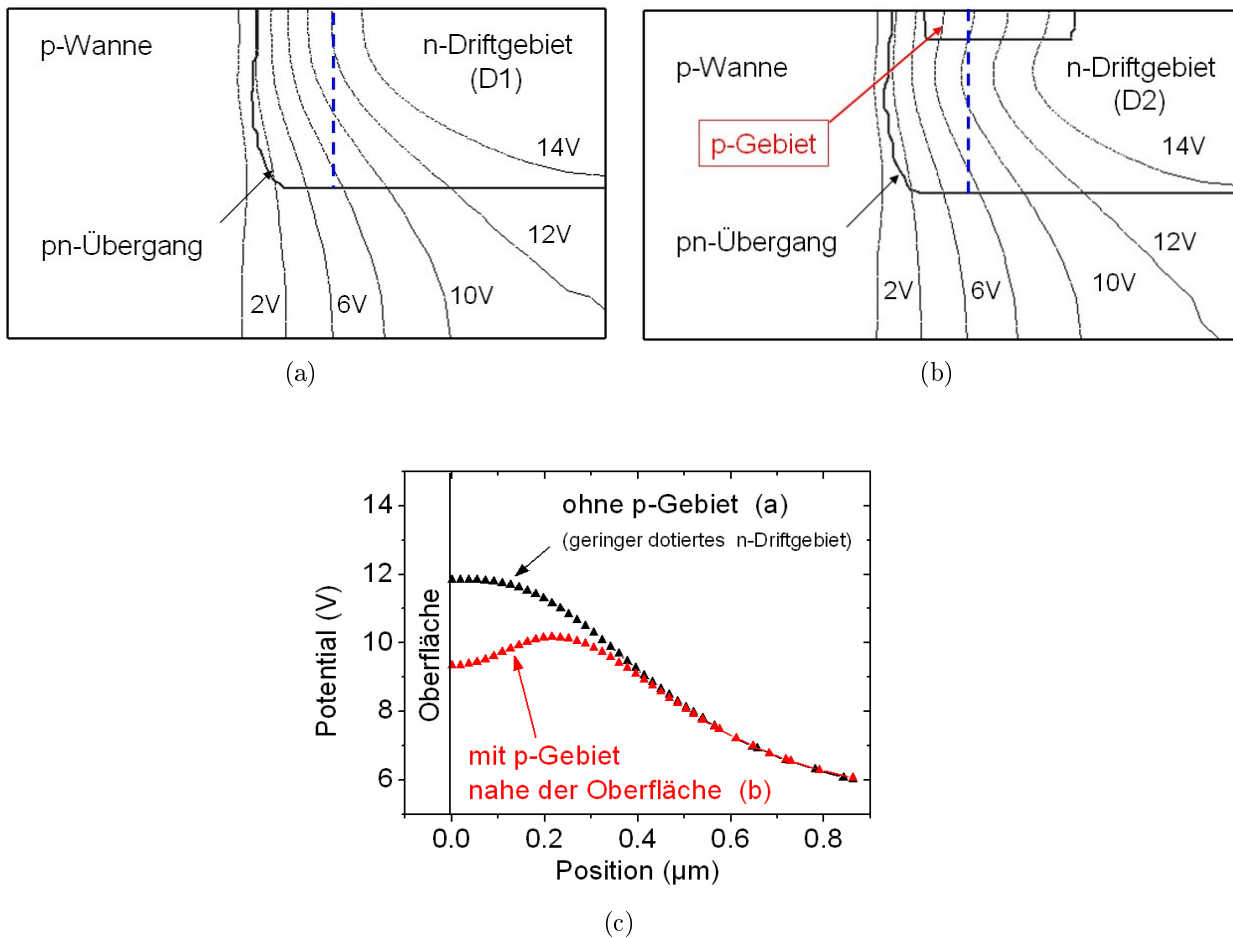 p-Wanne
n-Driftgebiet
(D1)
14V
pn-Übergang
12V
2V
6V
10V
(a)
p-Wanne
n-Driftgebiet
(D2)
p-Gebiet
14V
pn-Übergang
12V
2V
6V
10V
(b)
ohne p-Gebiet (a)
(geringer dotiertes n-Driftgebiet)
mit p-Gebiet
nahe der Oberfläche (b)
Oberfläche
Potential (V)
14
12
10
8
6
0.0
0.2
0.4
0.6
0.8
Position (µm)
(c)